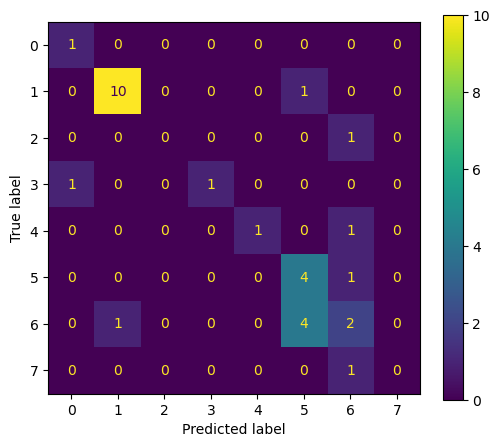 0 1 0 0 0 0 0 0 0
1 0 10 0 0 0 1 0 0
2 0 0 0 0 0 0 1 0
3 1 0 0 1 0 0 0 0
4 0 0 0 0 1 0 1 0
5 0 0 0 0 0 4 1 0
6 0 1 0 0 0 4 2 0
7 0 0 0 0 0 0 1 0
0 1 2 3 4 5 6 7
Predicted label
True label
10
8
6
4
2
0